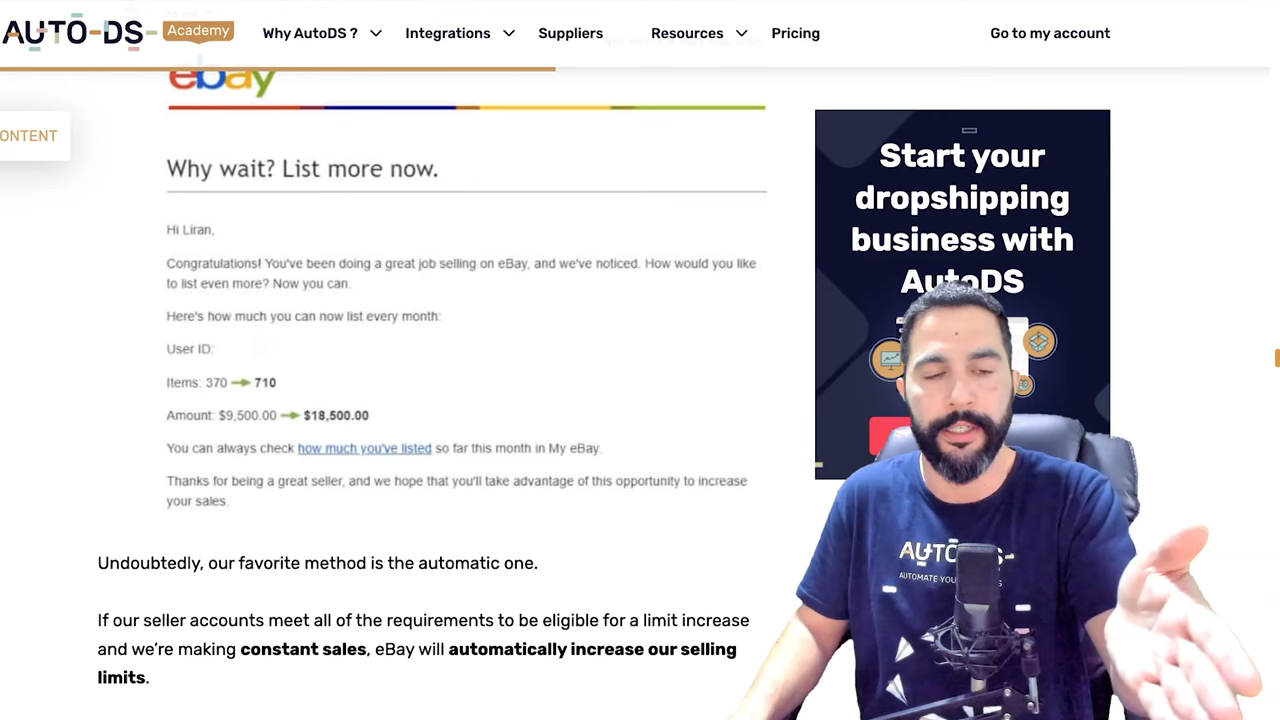 AUTO-DS Academy Why AutoDS ? Integrations Suppliers Resources Pricing Go to my account
ebay
ONTENT
Why wait? List more now.
Hi Liran,
Congratulations! You've been doing a great job selling on eBay, and we've noticed. How would you like
to list even more? Now you can.
Here's how much you can now list every month:
User ID:
Items: 370 → 710
Amount: $9,500.00 → $18,500.00
You can always check how much you've listed so far this month in My eBay.
Thanks for being a great seller, and we hope that you'll take advantage of this opportunity to increase
your sales.
Undoubtedly, our favorite method is the automatic one.
If our seller accounts meet all of the requirements to be eligible for a limit increase
and we're making constant sales, eBay will automatically increase our selling
limits.
Start your
dropshipping
business with
AutoDS
AUTO
S
AUTOMATE